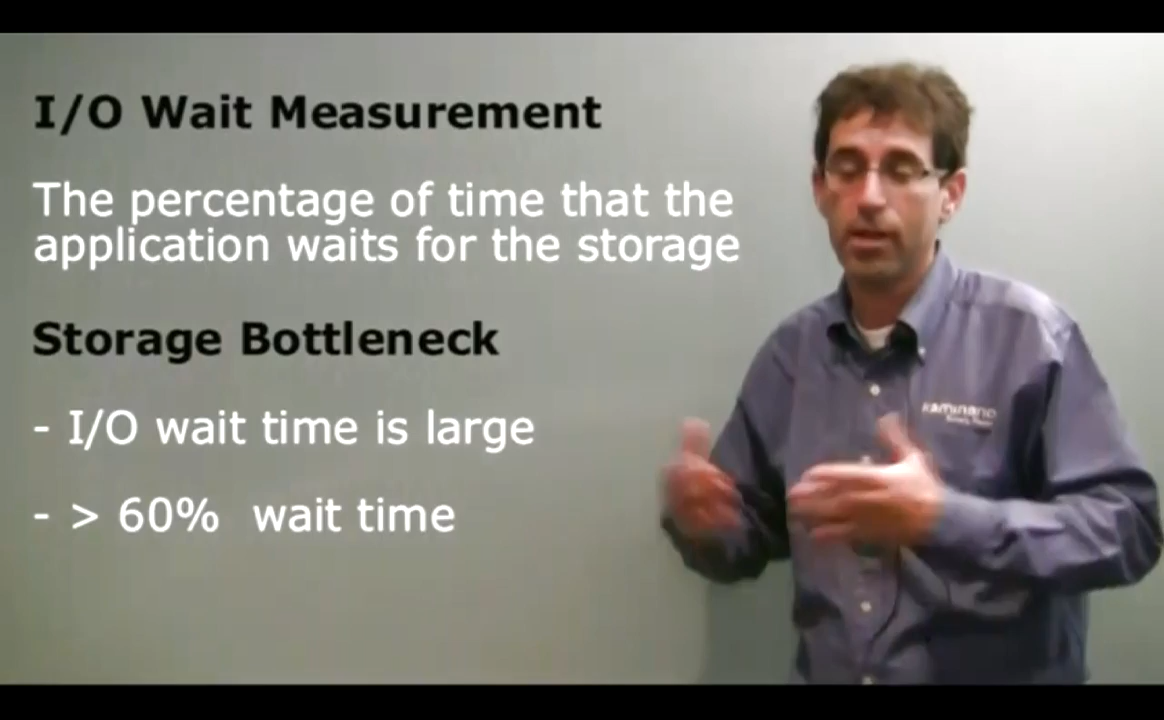 I/O Wait Measurement
The percentage of time that the
application waits for the storage
Storage Bottleneck
- I/O wait time is large
- > 60% wait time
kaminario